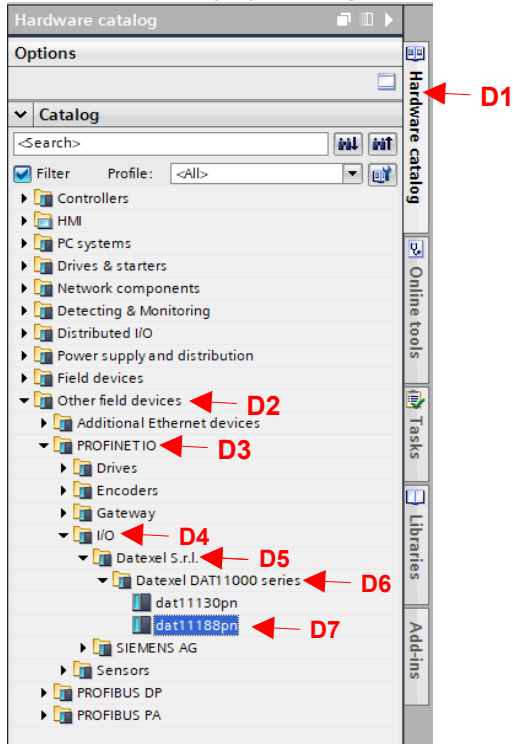 Hardware catalog
Options
Catalog
<Search>
Filter Profile: <All>
Controllers
HMI
PC systems
Drives & starters
Network components
Detecting & Monitoring
Distributed I/O
Power supply and distribution
Field devices
Other field devices D2
Additional Ethernet devices
PROFINET IO D3
Drives
Encoders
Gateway
I/O D4
Datexel S.r.l. D5
Datexel DAT11000 series D6
dat11130pn
dat11188pn D7
SIEMENS AG
Sensors
PROFIBUS DP
PROFIBUS PA
Hardware catalog D1
Online tools
Tasks
Libraries
Add-ins